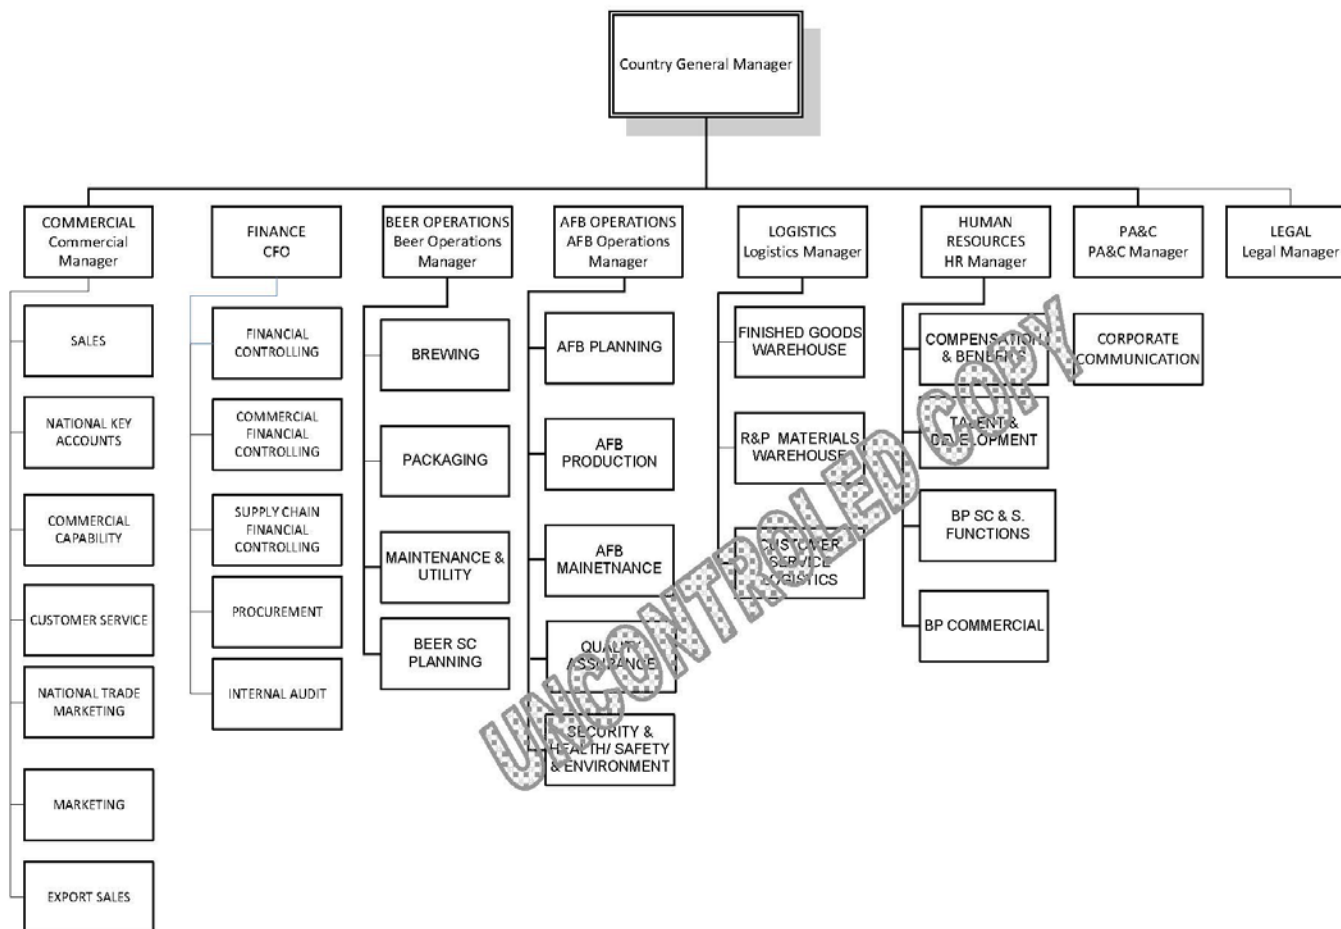 Country General Manager
COMMERCIAL
Commercial
Manager
FINANCE
CFO
BEER OPERATIONS
Beer Operations
Manager
AFB OPERATIONS
AFB Operations
Manager
LOGISTICS
Logistics Manager
HUMAN
RESOURCES
HR Manager
PA&C
PA&C Manager
LEGAL
Legal Manager
SALES
NATIONAL KEY
ACCOUNTS
COMMERCIAL
CAPABILITY
CUSTOMER SERVICE
NATIONAL TRADE
MARKETING
MARKETING
EXPORT SALES
FINANCIAL
CONTROLLING
COMMERCIAL
FINANCIAL
CONTROLLING
SUPPLY CHAIN
FINANCIAL
CONTROLLING
PROCUREMENT
INTERNAL AUDIT
BREWING
PACKAGING
MAINTENANCE &
UTILITY
BEER SC
PLANNING
AFB PLANNING
AFB
PRODUCTION
AFB
MAINETNANCE
QUALITY
ASSURANCE
SECURITY &
HEALTH/ SAFETY
& ENVIRONMENT
FINISHED GOODS
WAREHOUSE
R&P MATERIALS
WAREHOUSE
CUSTOMER
SERVICE
LOGISTICS
COMPENSATION
& BENEFITS
TALENT &
DEVELOPMENT
BP SC & S.
FUNCTIONS
BP COMMERCIAL
CORPORATE
COMMUNICATION
UNCONTROLED COPY